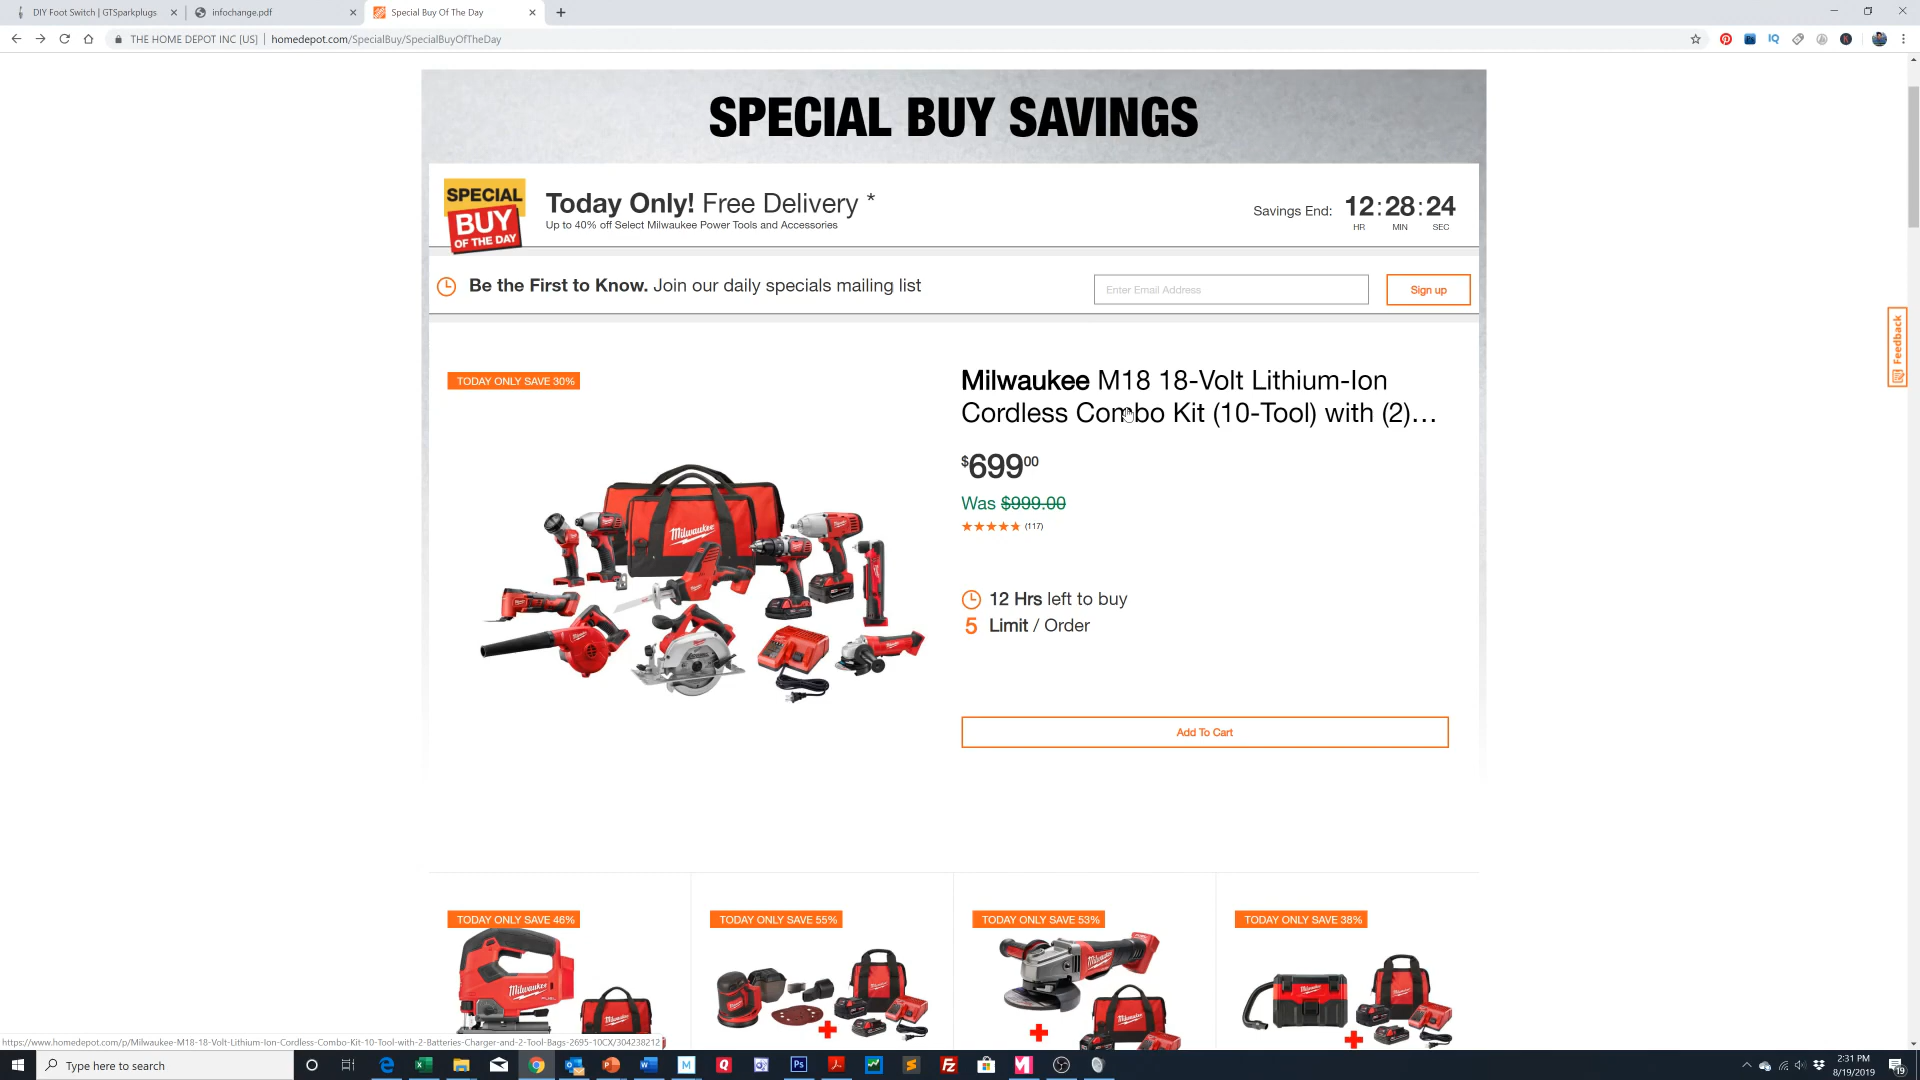 DIY Foot Switch | GTSparkplugs
infochange.pdf
Special Buy Of The Day
THE HOME DEPOT INC [US] | homedepot.com/SpecialBuy/SpecialBuyOfTheDay
SPECIAL BUY SAVINGS
SPECIAL
BUY
OF THE DAY
Today Only! Free Delivery *
Up to 40% off Select Milwaukee Power Tools and Accessories
Savings End: 12:28:24
HR MIN SEC
Be the First to Know. Join our daily specials mailing list
Enter Email Address
Sign up
Feedback
TODAY ONLY SAVE 30%
Milwaukee M18 18-Volt Lithium-Ion
Cordless Combo Kit (10-Tool) with (2)...
$69900
Was $999.00
(117)
12 Hrs left to buy
5 Limit / Order
Add To Cart
Milwaukee
TODAY ONLY SAVE 46%
TODAY ONLY SAVE 55%
TODAY ONLY SAVE 53%
TODAY ONLY SAVE 38%
Milwaukee
https://www.homedepot.com/p/Milwaukee-M18-18-Volt-Lithium-Ion-Cordless-Combo-Kit-10-Tool-with-2-Batteries-Charger-and-2-Tool-Bags-2695-10CX/304238212
Type here to search
2:31 PM
8/19/2019
19